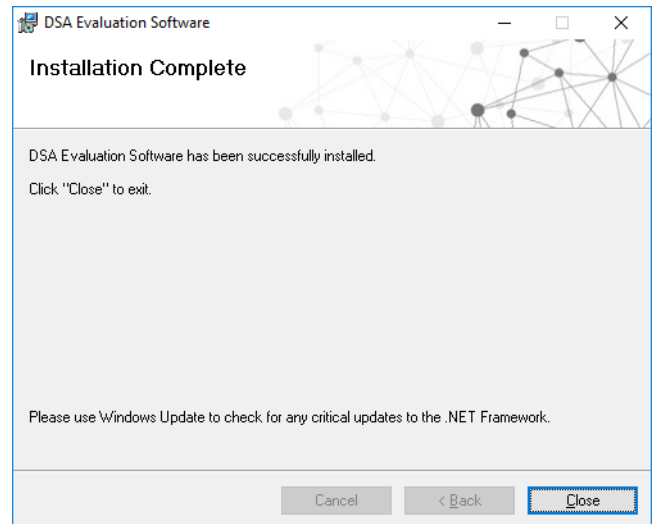 DSA Evaluation Software
Installation Complete
DSA Evaluation Software has been successfully installed.
Click "Close" to exit.
Please use Windows Update to check for any critical updates to the .NET Framework.
Cancel
< Back
Close